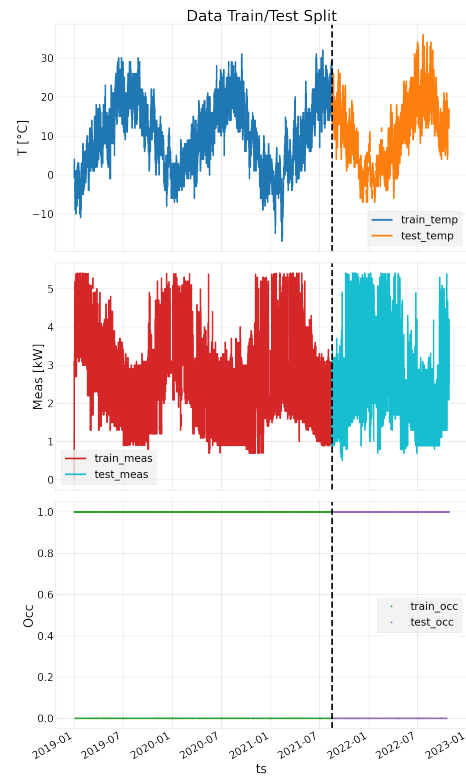 Data Train/Test Split
T [°C]
30
20
10
0
−10
train_temp
test_temp
Meas [kW]
5
4
3
2
1
0
train_meas
test_meas
Occ
1.0
0.8
0.6
0.4
0.2
0.0
train_occ
test_occ
2019-01
2019-07
2020-01
2020-07
2021-01
2021-07
2022-01
2022-07
2023-01
ts